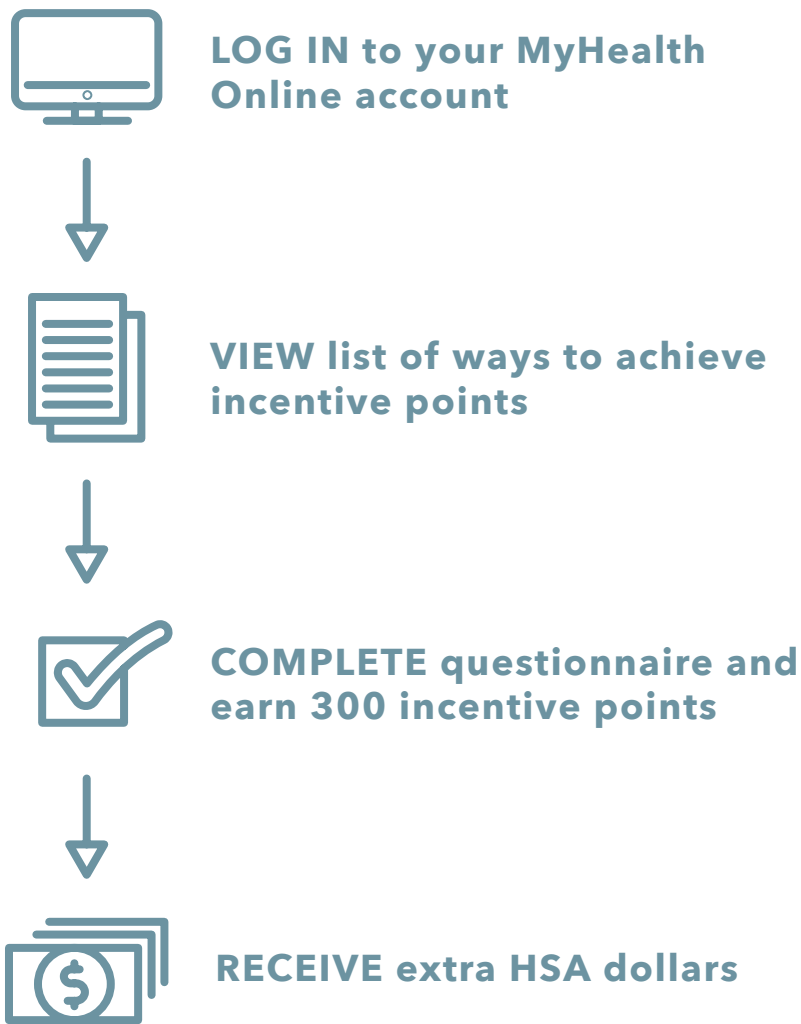 LOG IN to your MyHealth
Online account
VIEW list of ways to achieve
incentive points
COMPLETE questionnaire and
earn 300 incentive points
$
RECEIVE extra HSA dollars